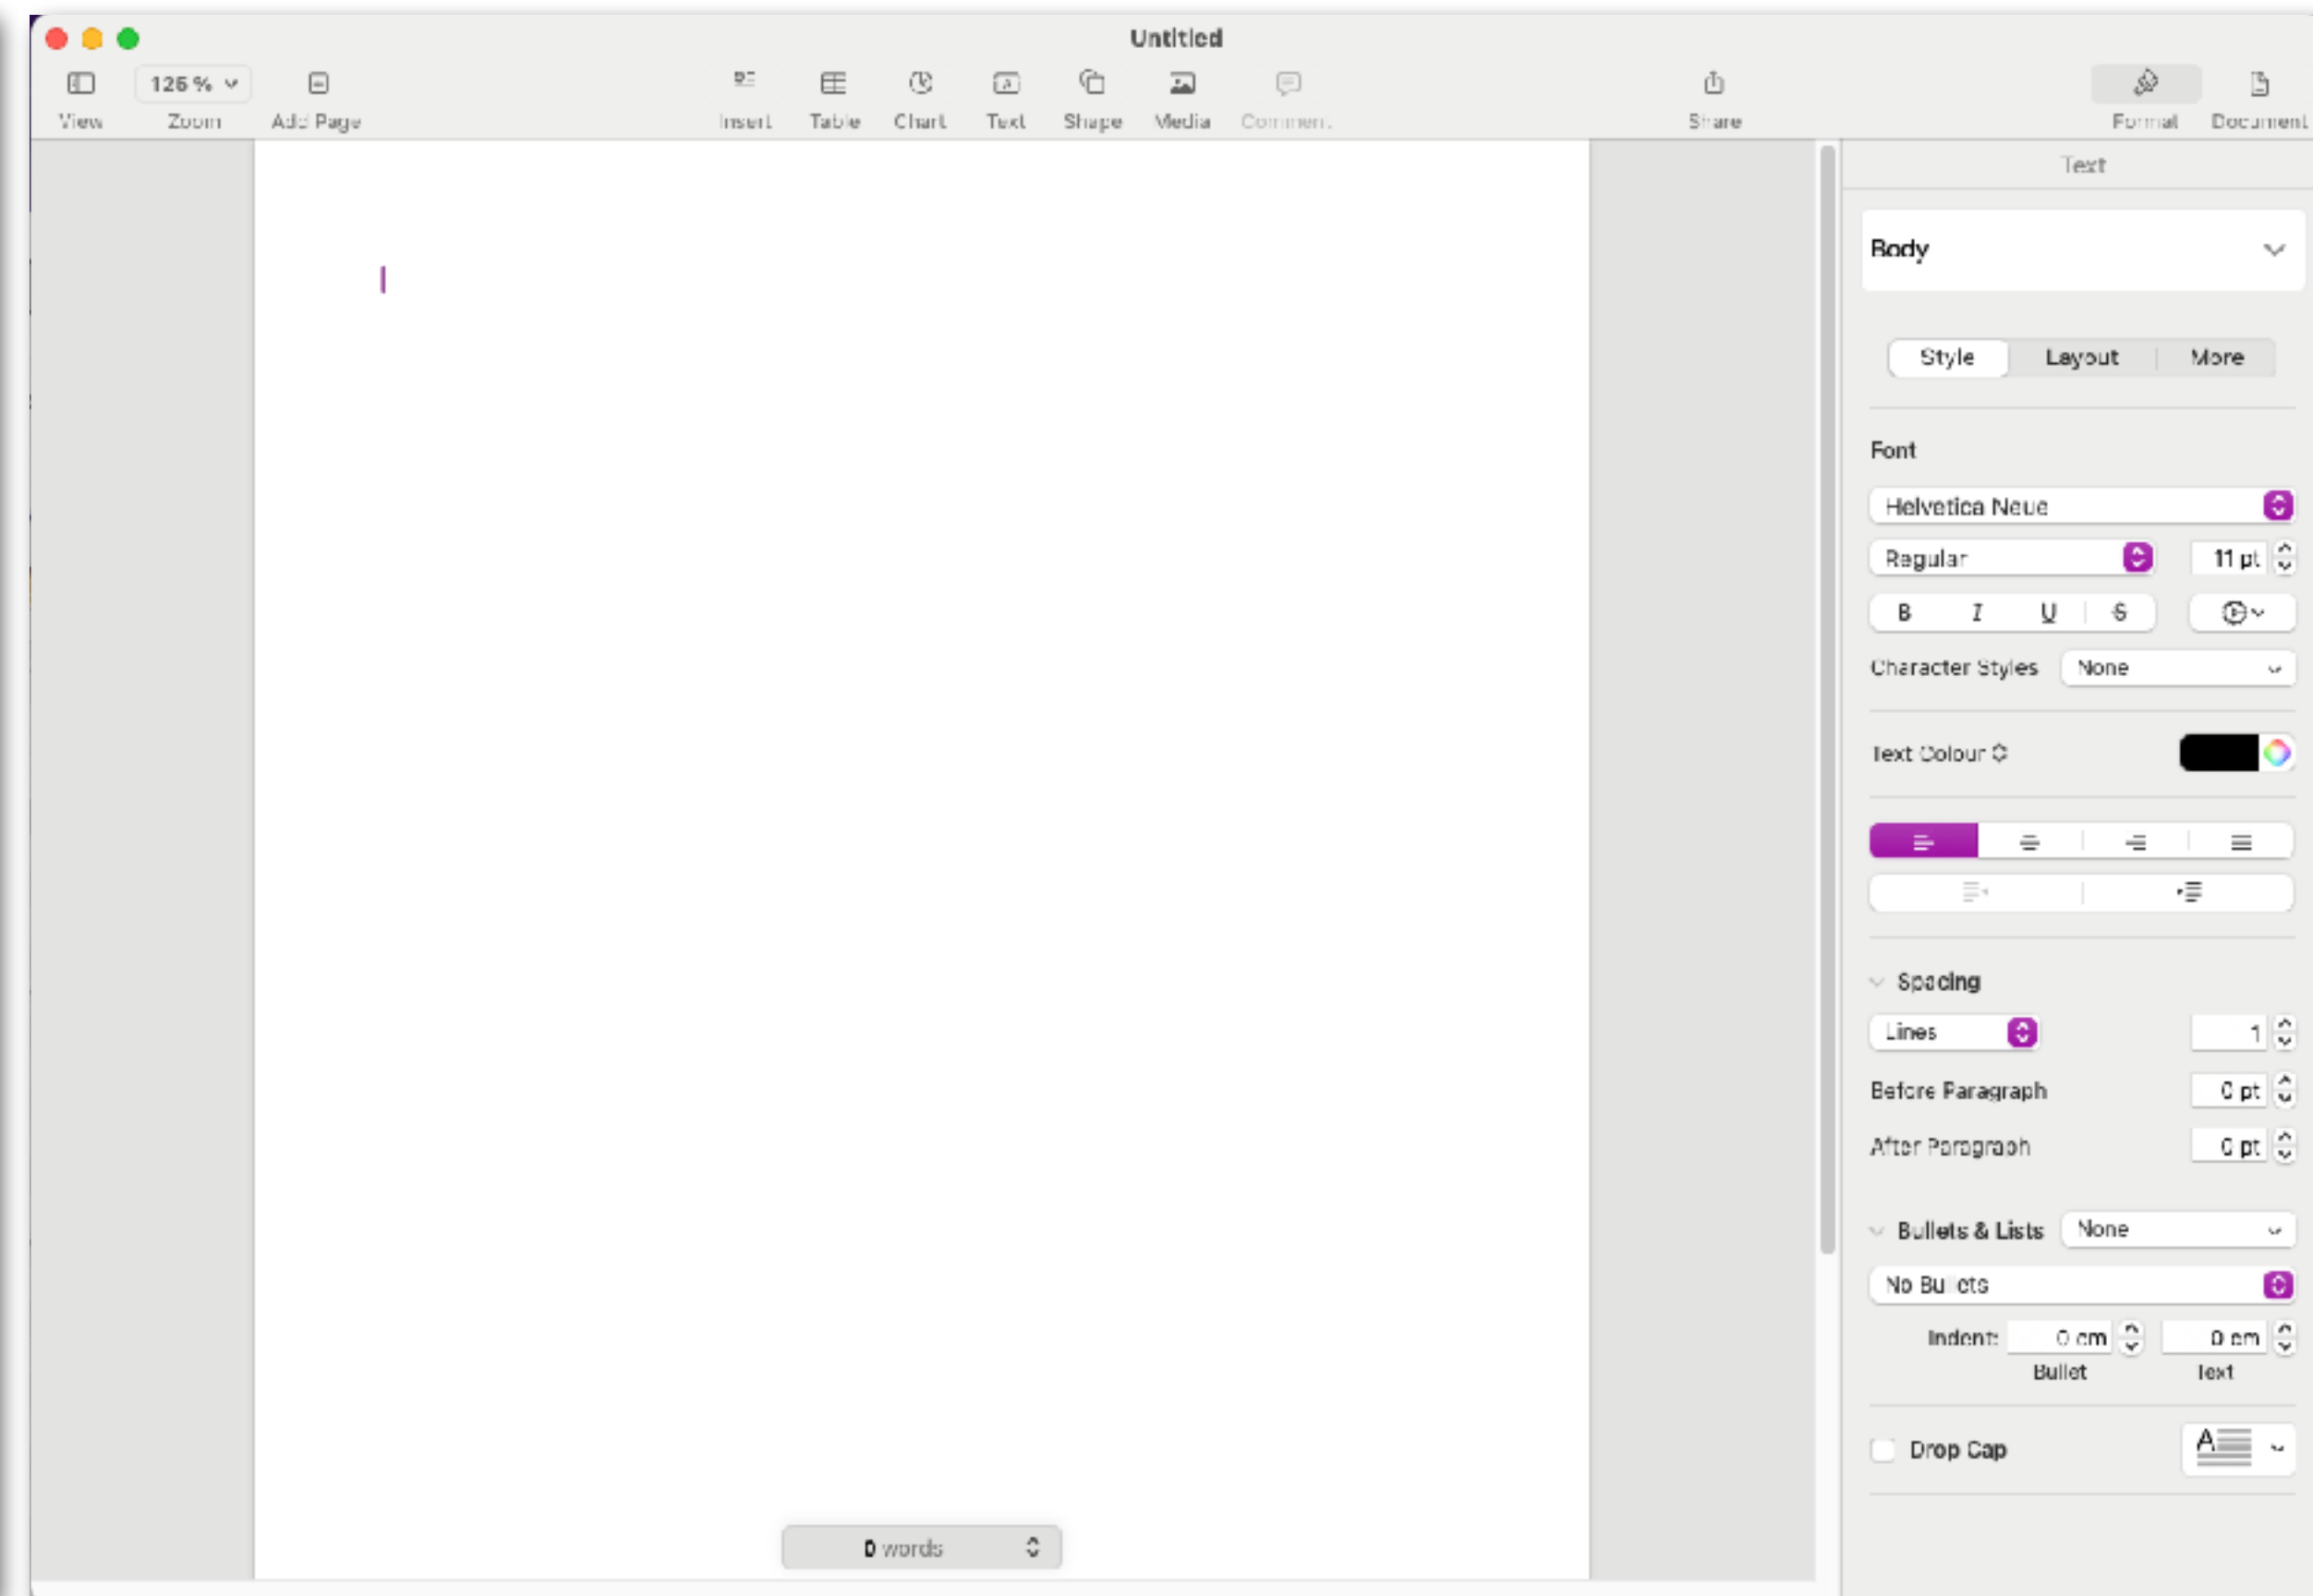 Untitled
125 %
View Zoom Add Page Insert Table Chart Text Shape Media Comment Share Format Document
Text
Body
Style Layout More
Font
Helvetica Neue
Regular 11 pt
B I U S
Character Styles None
Text Colour
Spacing
Lines 1
Before Paragraph 0 pt
After Paragraph 0 pt
Bullets & Lists None
No Bullets
Indent: 0 cm 0 cm
Bullet Text
Drop Cap A
0 words